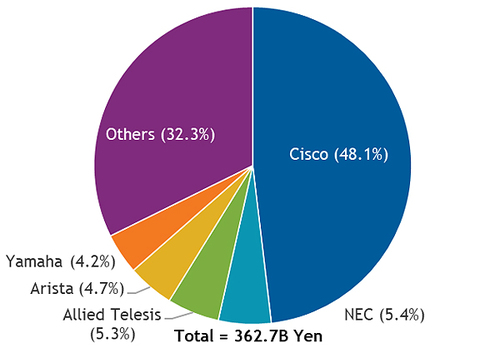 Others (32.3%)
Cisco (48.1%)
Yamaha (4.2%)
Arista (4.7%)
Allied Telesis
(5.3%)
NEC (5.4%)
Total = 362.7B Yen